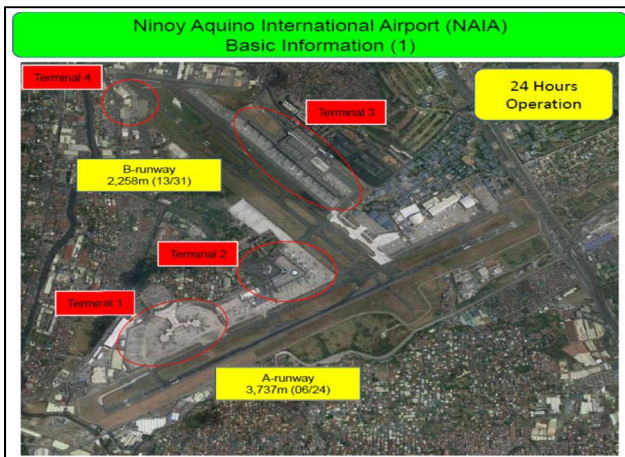 Ninoy Aquino International Airport (NAIA)
Basic Information (1)
Terminal 4
24 Hours
Operation
Terminal 3
B-runway
2,258m (13/31)
Terminal 2
Terminal 1
A-runway
3,737m (06/24)